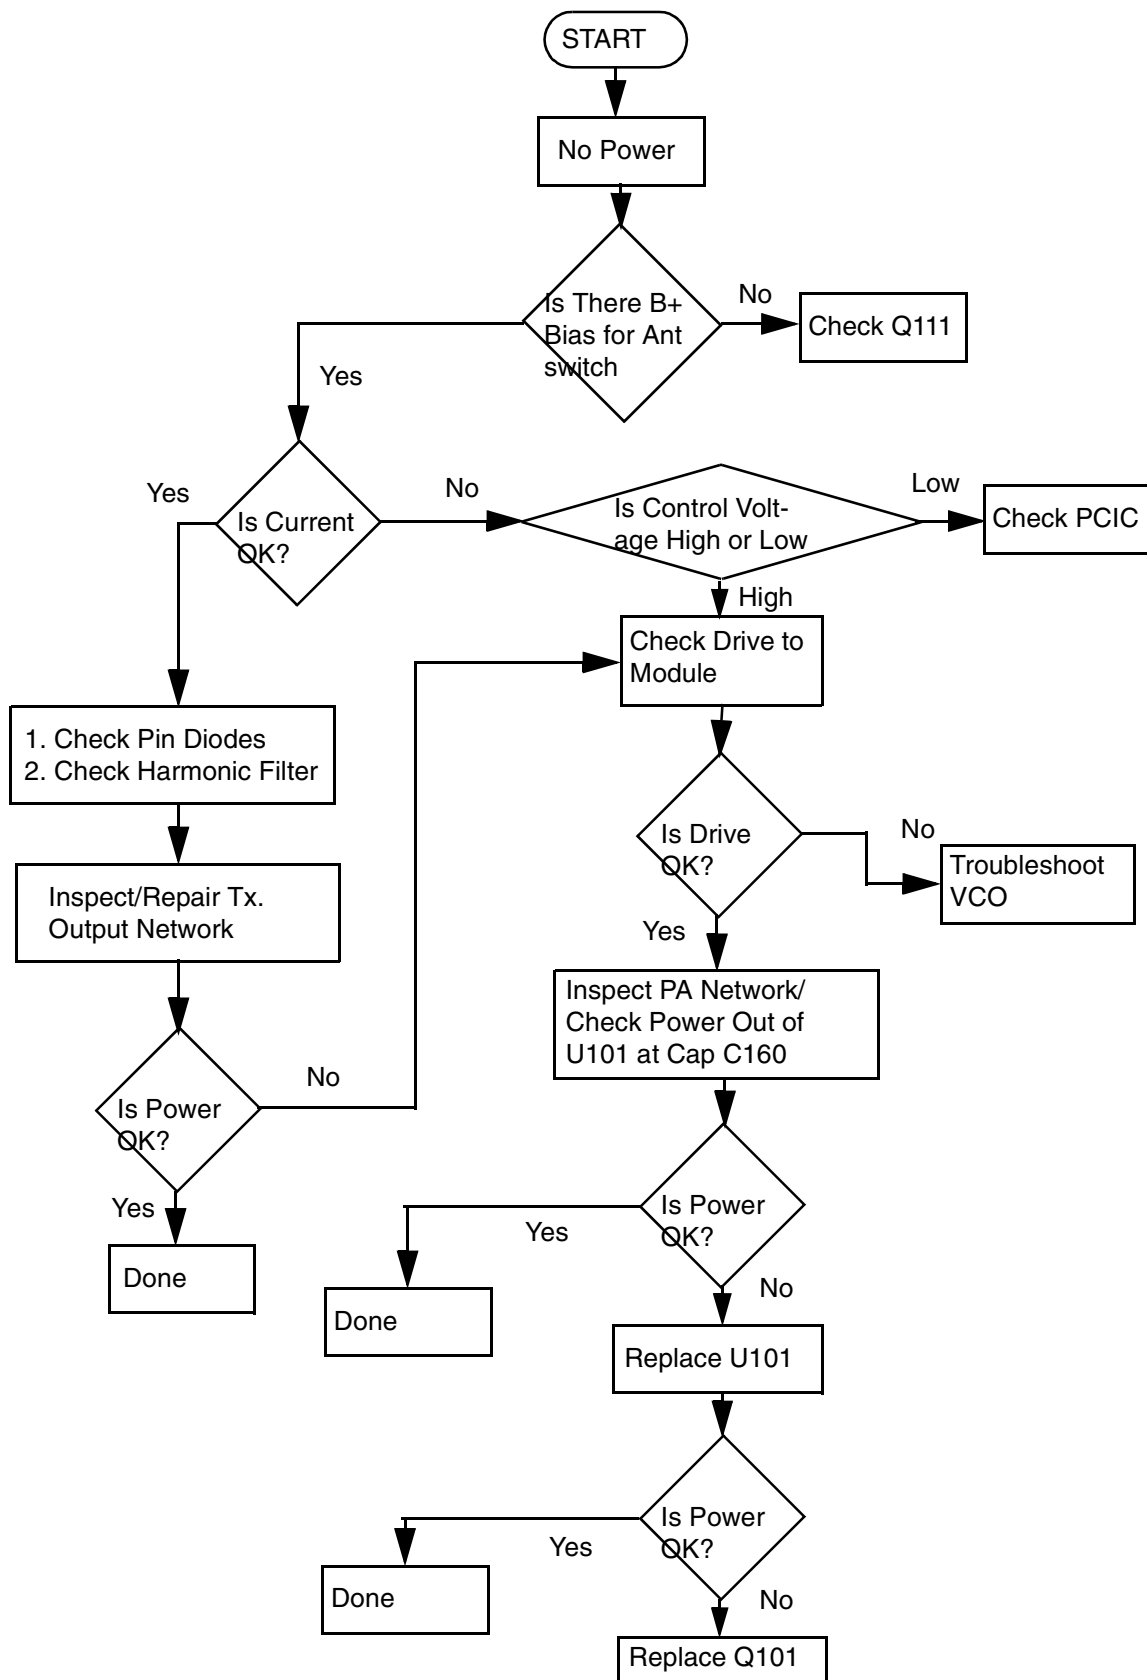 START
No Power
Is There B+
Bias for Ant
switch
No
Check Q111
Yes
Is Current
OK?
Yes
No
Is Control Volt-
age High or Low
Low
Check PCIC
High
Check Drive to
Module
1. Check Pin Diodes
2. Check Harmonic Filter
Is Drive
OK?
No
Troubleshoot
VCO
Inspect/Repair Tx.
Output Network
Yes
Inspect PA Network/
Check Power Out of
U101 at Cap C160
Is Power
OK?
No
Yes
Done
Is Power
OK?
Yes
Done
No
Replace U101
Is Power
OK?
Yes
Done
No
Replace Q101